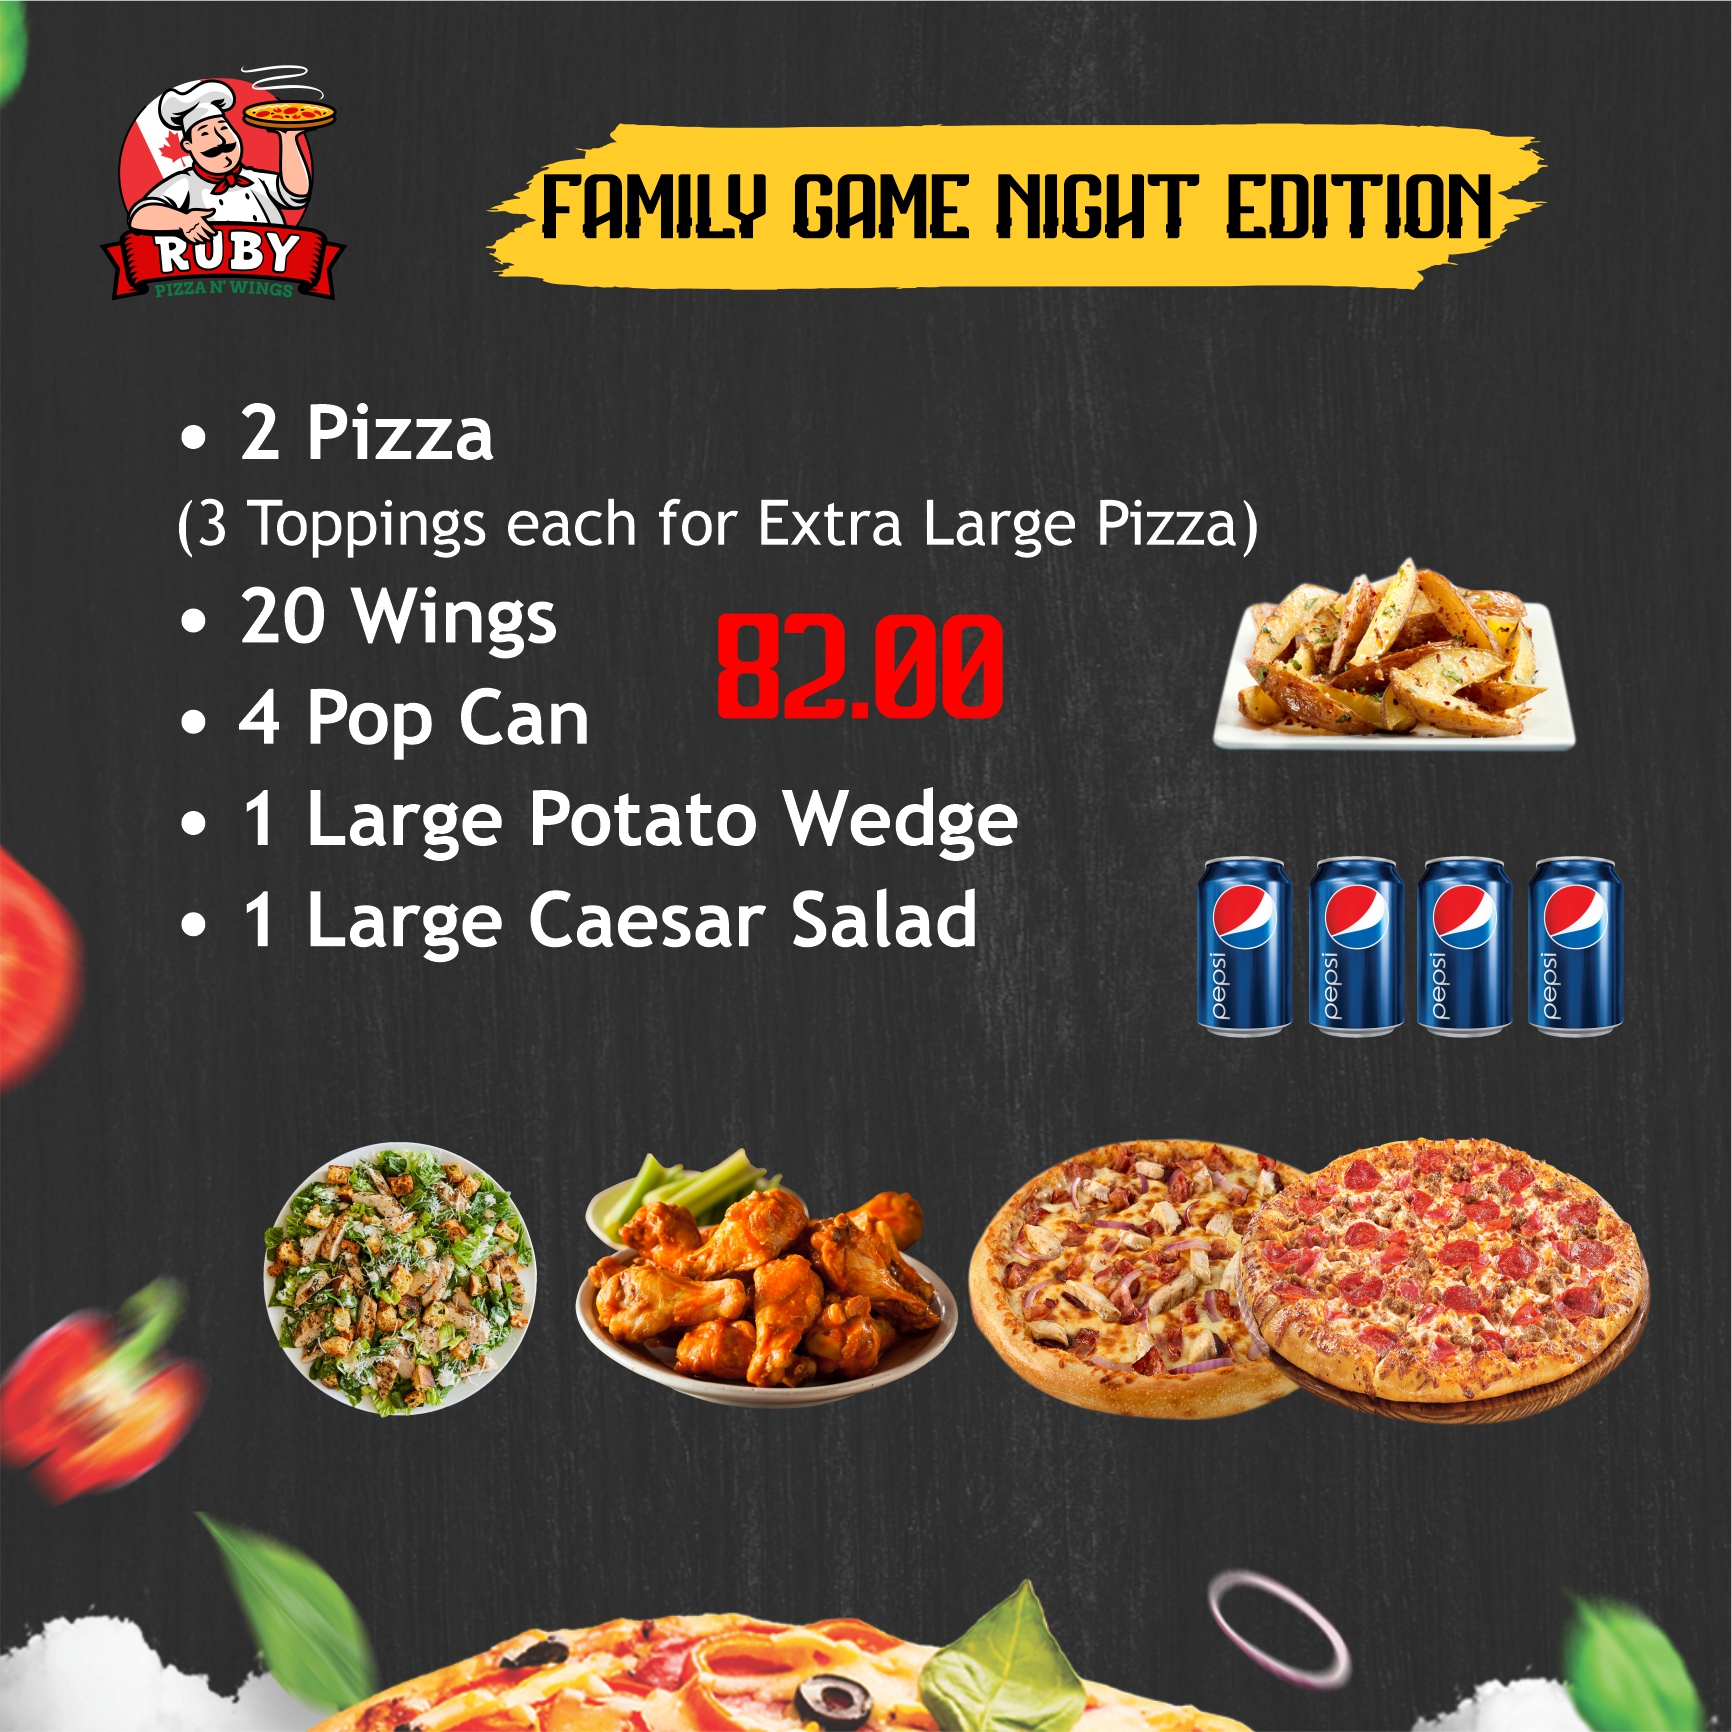 RUBY
PIZZA N' WINGS
FAMILY GAME NIGHT EDITION
• 2 Pizza
(3 Toppings each for Extra Large Pizza)
• 20 Wings
82.00
• 4 Pop Can
• 1 Large Potato Wedge
• 1 Large Caesar Salad
pepsi
pepsi
pepsi
pepsi